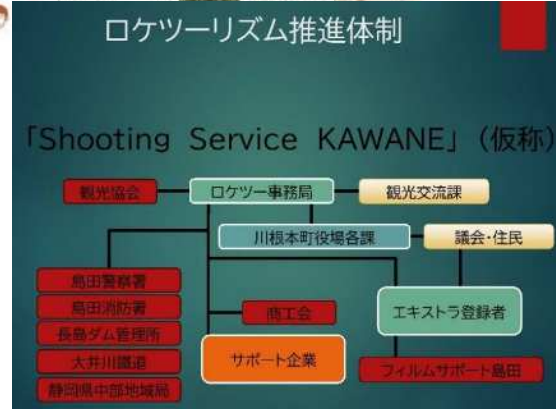 ロケツーリズム推進体制
「Shooting Service KAWANE」（仮称）
観光協会
ロケツー事務局
観光交流課
川根本町役場各課
議会・住民
島田警察署
島田消防署
長島ダム管理所
大井川鐵道
静岡県中部地域局
商工会
サポート企業
エキストラ登録者
フィルムサポート島田